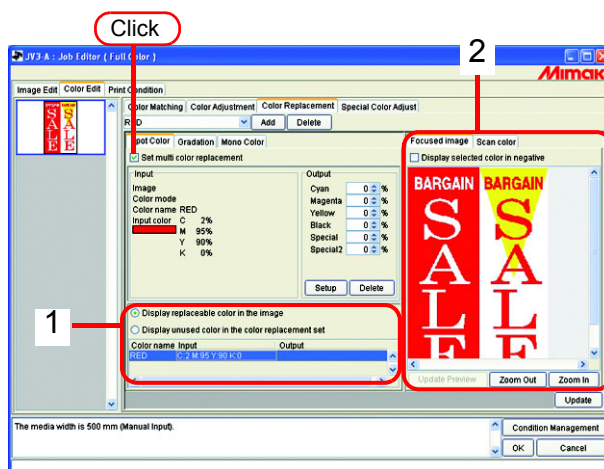 Click
JV3-A : Job Editor ( Full Color )
2
Mimaki
Image Edit Color Edit Print Condition
Color Matching Color Adjustment Color Replacement Special Color Adjust
RED Add Delete
Spot Color Gradation Mono Color
Focused image Scan color
Set multi color replacement
Display selected color in negative
Input
Image
Color mode
Color name RED
Input color C 2%
M 95%
Y 90%
K 0%
Output
Cyan 0 %
Magenta 0 %
Yellow 0 %
Black 0 %
Special 0 %
Special2 0 %
Setup Delete
BARGAIN BARGAIN
SALE SALE
SALE SALE
1
Display replaceable color in the image
Display unused color in the color replacement set
Color name Input Output
RED C:2 M:95 Y:90 K:0
Update Preview Zoom Out Zoom In
Update
The media width is 500 mm (Manual Input).
Condition Management
OK Cancel